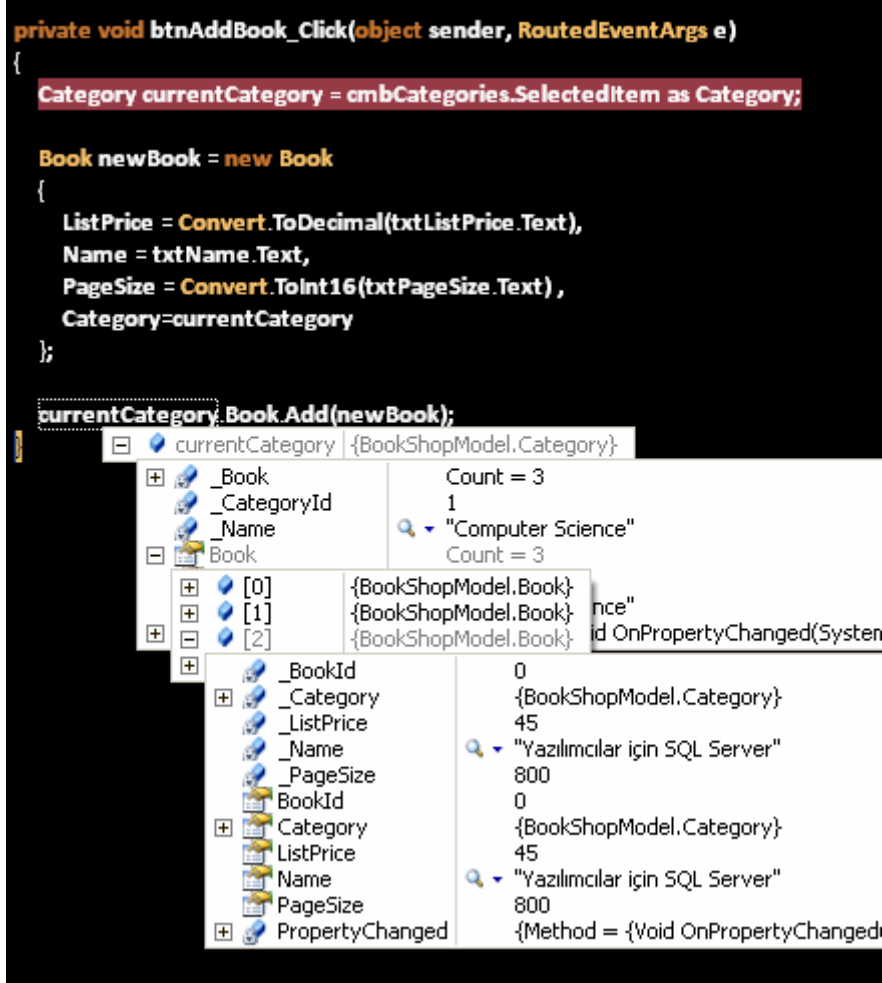 private void btnAddBook_Click(object sender, RoutedEventArgs e)
{
Category currentCategory = cmbCategories.SelectedItem as Category;
Book newBook = new Book
{
ListPrice = Convert.ToDecimal(txtListPrice.Text),
Name = txtName.Text,
PageSize = Convert.ToInt16(txtPageSize.Text) ,
Category=currentCategory
};
currentCategory.Book.Add(newBook);
}
currentCategory {BookShopModel.Category}
_Book Count = 3
_CategoryId 1
_Name "Computer Science"
Book Count = 3
[0] {BookShopModel.Book}
[1] {BookShopModel.Book} nce"
[2] {BookShopModel.Book} id OnPropertyChanged(System
_BookId 0
_Category {BookShopModel.Category}
_ListPrice 45
_Name "Yazılımcılar için SQL Server"
_PageSize 800
BookId 0
Category {BookShopModel.Category}
ListPrice 45
Name "Yazılımcılar için SQL Server"
PageSize 800
PropertyChanged {Method = {Void OnPropertyChanged